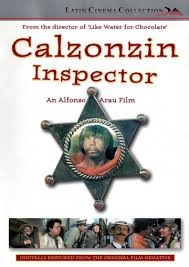 LATIN CINEMA COLLECTION
From the director of 'Like Water for Chocolate'
Calzonzin
Inspector
An Alfonso Arau Film
DIGITALLY RESTORED FROM THE ORIGINAL FILM NEGATIVE